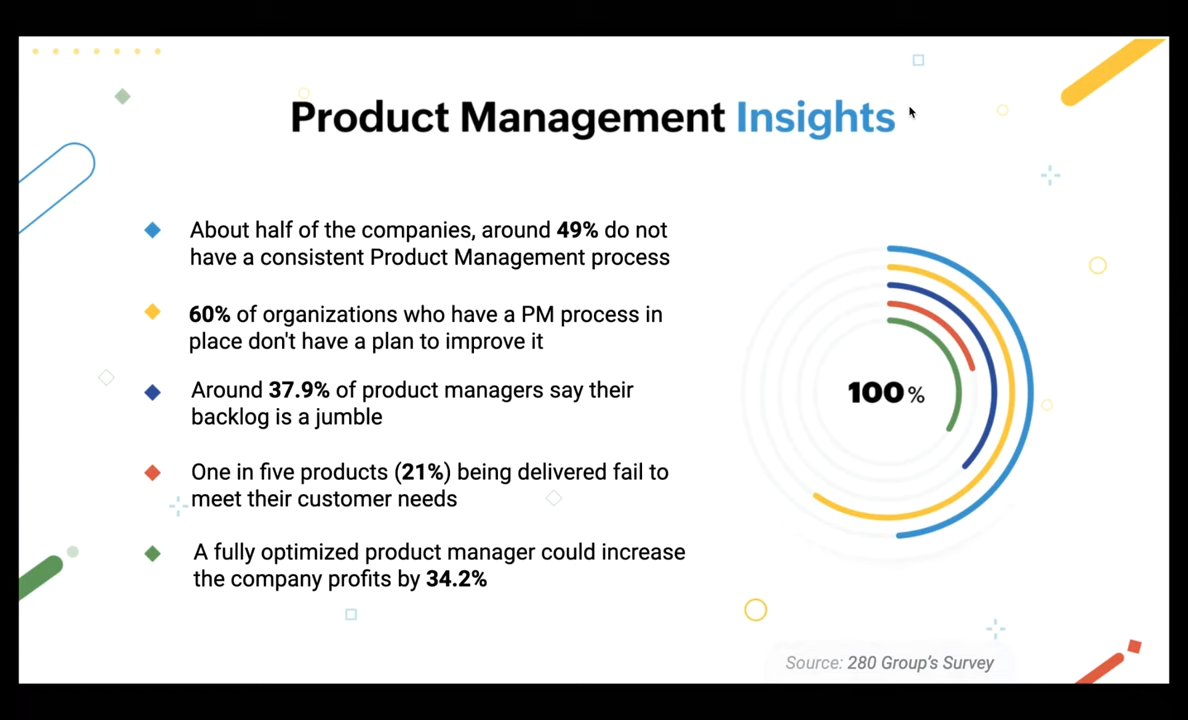 Product Management Insights
About half of the companies, around 49% do not
have a consistent Product Management process
60% of organizations who have a PM process in
place don't have a plan to improve it
Around 37.9% of product managers say their
backlog is a jumble
One in five products (21%) being delivered fail to
meet their customer needs
A fully optimized product manager could increase
the company profits by 34.2%
100%
Source: 280 Group’s Survey